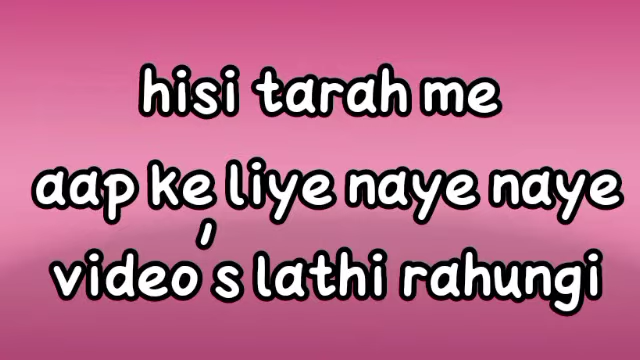 hisi tarah me
aap ke liye naye naye
video's lathi rahungi